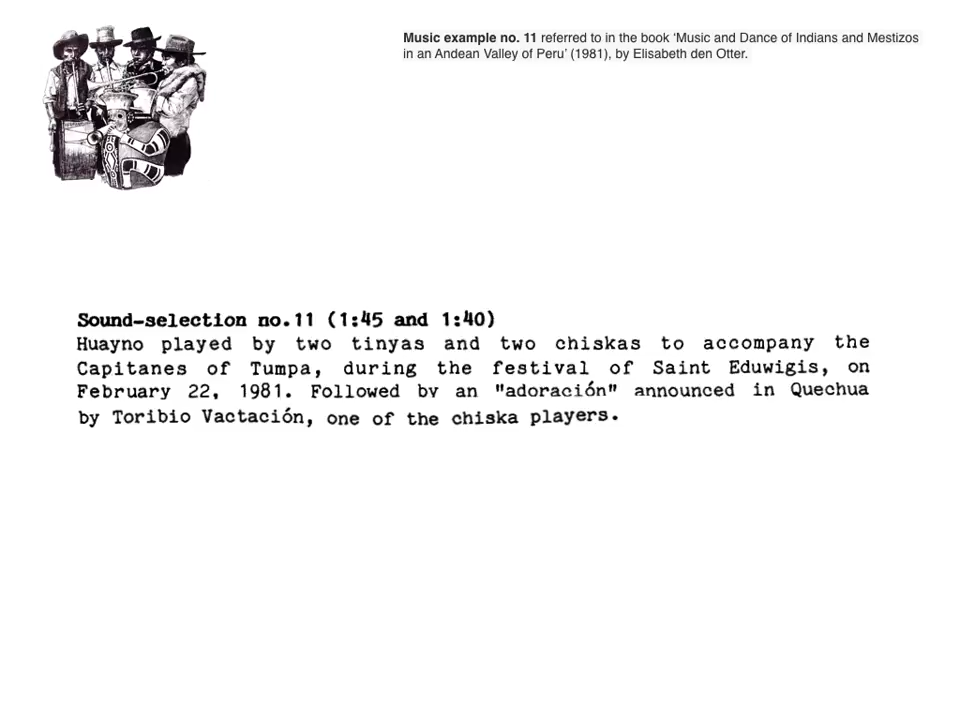 Music example no. 11 referred to in the book ‘Music and Dance of Indians and Mestizos
in an Andean Valley of Peru’ (1981), by Elisabeth den Otter.
Sound-selection no.11 (1:45 and 1:40)
Huayno played by two tinyas and two chiskas to accompany the
Capitanes of Tumpa, during the festival of Saint Eduwigis, on
February 22, 1981. Followed by an "adoración" announced in Quechua
by Toribio Vactación, one of the chiska players.